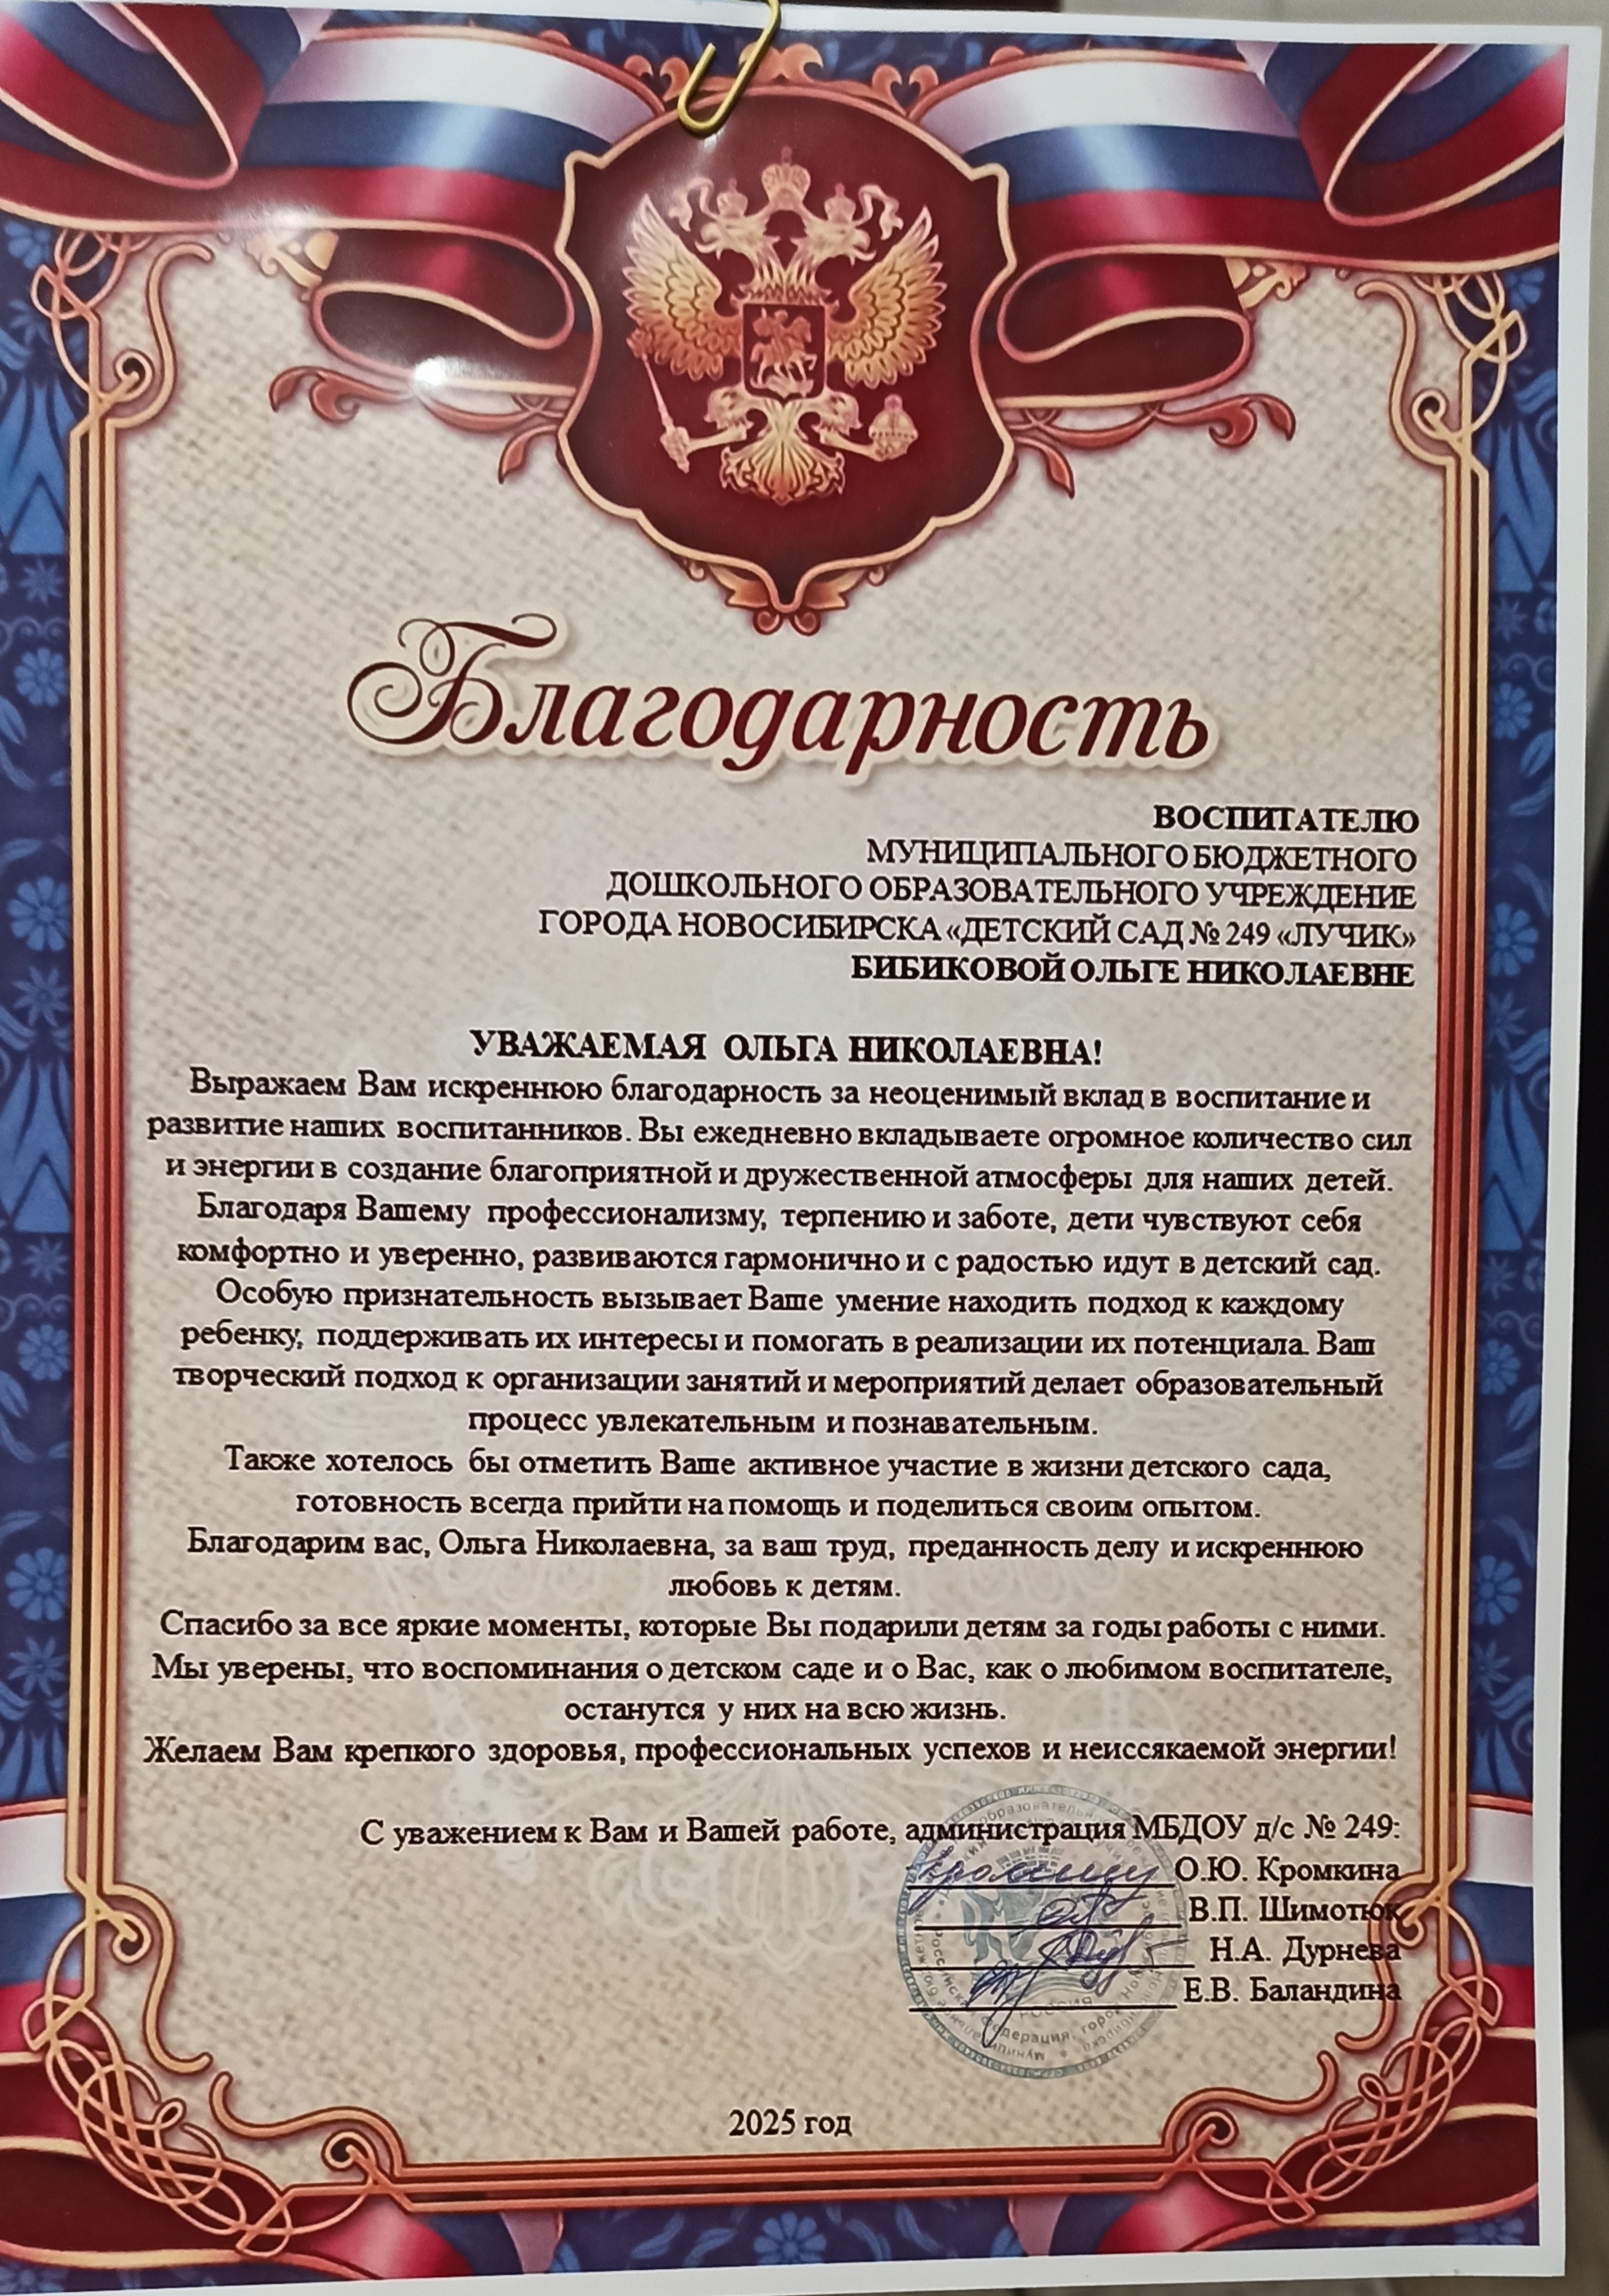 Благодарность
ВОСПИТАТЕЛЮ
МУНИЦИПАЛЬНОГО БЮДЖЕТНОГО
ДОШКОЛЬНОГО ОБРАЗОВАТЕЛЬНОГО УЧРЕЖДЕНИЕ
ГОРОДА НОВОСИБИРСКА «ДЕТСКИЙ САД № 249 «ЛУЧИК»
БИБИКОВОЙ ОЛЬГЕ НИКОЛАЕВНЕ
УВАЖАЕМАЯ ОЛЬГА НИКОЛАЕВНА!
Выражаем Вам искреннюю благодарность за неоценимый вклад в воспитание и
развитие наших воспитанников. Вы ежедневно вкладываете огромное количество сил
и энергии в создание благоприятной и дружественной атмосферы для наших детей.
Благодаря Вашему профессионализму, терпению и заботе, дети чувствуют себя
комфортно и уверенно, развиваются гармонично и с радостью идут в детский сад.
Особую признательность вызывает Ваше умение находить подход к каждому
ребенку, поддерживать их интересы и помогать в реализации их потенциала. Ваш
творческий подход к организации занятий и мероприятий делает образовательный
процесс увлекательным и познавательным.
Также хотелось бы отметить Ваше активное участие в жизни детского сада,
готовность всегда прийти на помощь и поделиться своим опытом.
Благодарим вас, Ольга Николаевна, за ваш труд, преданность делу и искреннюю
любовь к детям.
Спасибо за все яркие моменты, которые Вы подарили детям за годы работы с ними.
Мы уверены, что воспоминания о детском саде и о Вас, как о любимом воспитателе,
останутся у них на всю жизнь.
Желаем Вам крепкого здоровья, профессиональных успехов и неиссякаемой энергии!
С уважением к Вам и Вашей работе, администрация МБДОУ д/с № 249:
О.Ю. Кромкина
В.П. Шимотюк
Н.А. Дурнева
Е.В. Баландина
2025 год